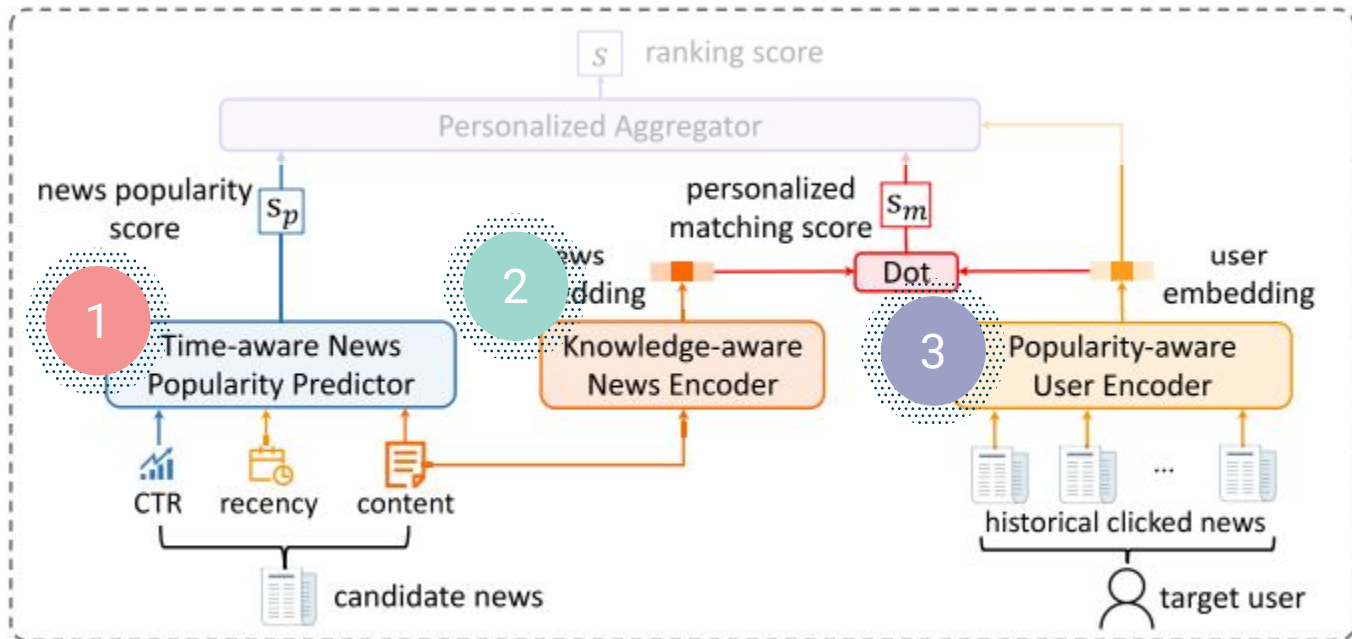 s ranking score
Personalized Aggregator
news popularity
score
s_p
personalized
matching score
s_m
Dot
user
embedding
1
2
3
Time-aware News
Popularity Predictor
Knowledge-aware
News Encoder
Popularity-aware
User Encoder
CTR
recency
content
...
historical clicked news
candidate news
target user